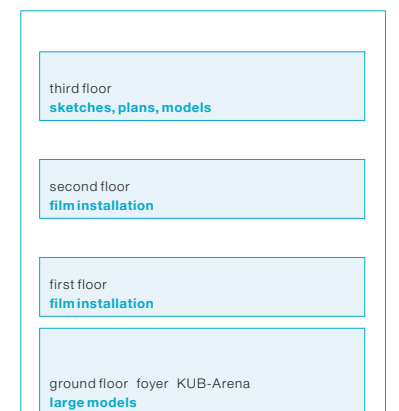 third floor
sketches, plans, models
second floor
film installation
first floor
film installation
ground floor foyer KUB-Arena
large models